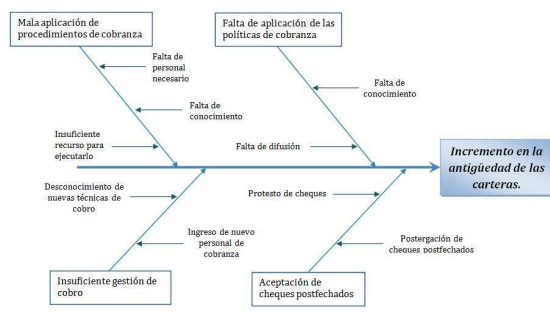 Mala aplicación de
procedimientos de cobranza
Falta de aplicación de las
políticas de cobranza
Falta de
personal
necesario
Falta de
conocimiento
Falta de
conocimiento
Insuficiente
recurso para
ejecutarlo
Falta de difusión
Incremento en la
antigüedad de las
carteras.
Desconocimiento de
nuevas técnicas de
cobro
Protesto de cheques
Ingreso de nuevo
personal de
cobranza
Postergación de
cheques postfechados
Insuficiente gestión de
cobro
Aceptación de
cheques postfechados